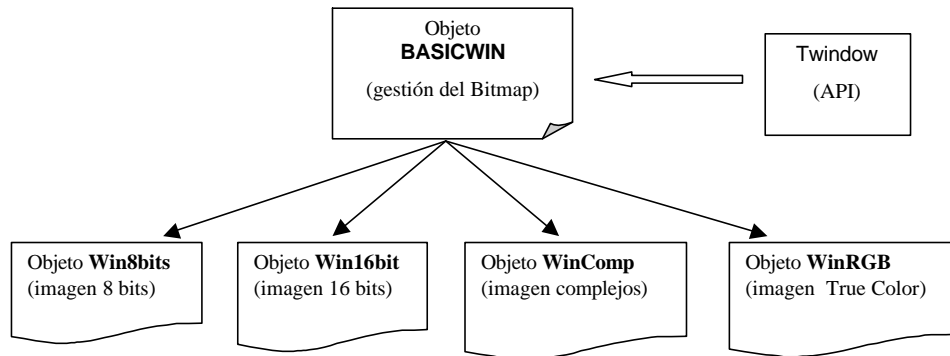 Objeto
BASICWIN
(gestión del Bitmap)
Twindow
(API)
Objeto Win8bits
(imagen 8 bits)
Objeto Win16bit
(imagen 16 bits)
Objeto WinComp
(imagen complejos)
Objeto WinRGB
(imagen True Color)